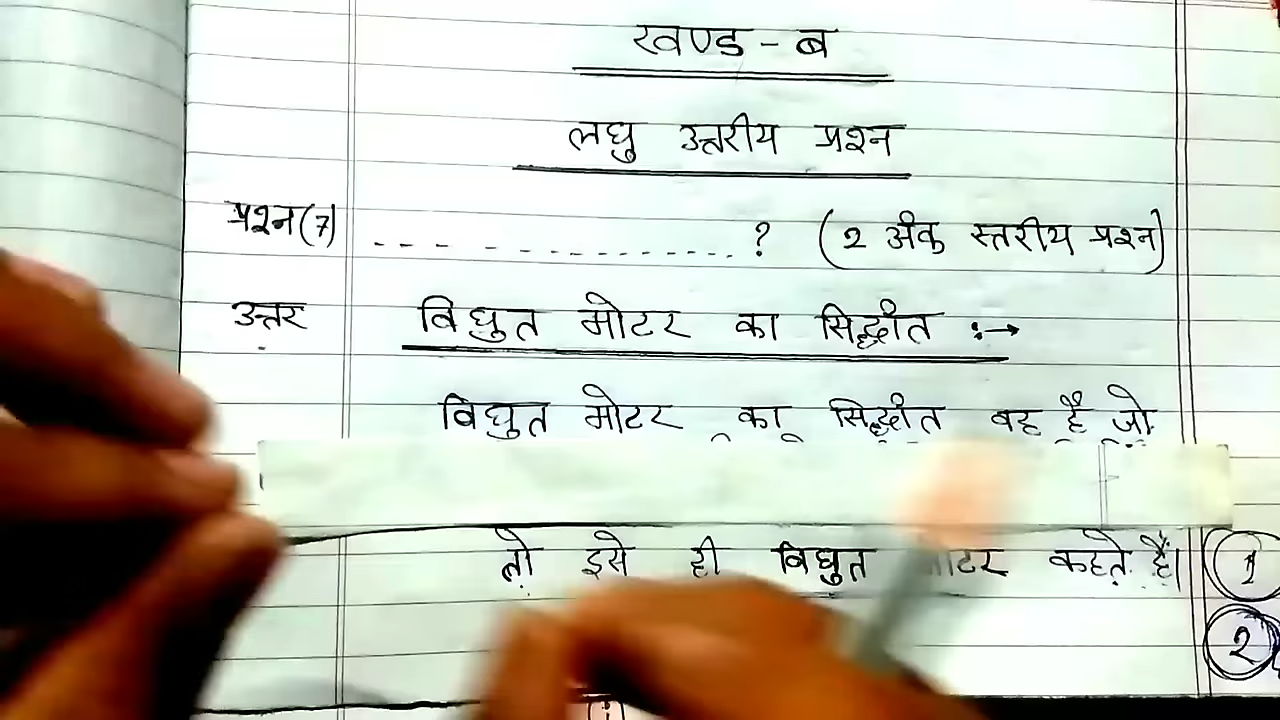 खण्ड - ब
लघु उत्तरीय प्रश्न
प्रश्न(7) - - - - - - - - - - - - - - ? (2 अंक स्तरीय प्रश्न)
उत्तर विधुत मोटर का सिद्धांत :→
विधुत मोटर का सिद्धांत वह है जो
तो इसे ही विधुत कहते हैं। 1
2